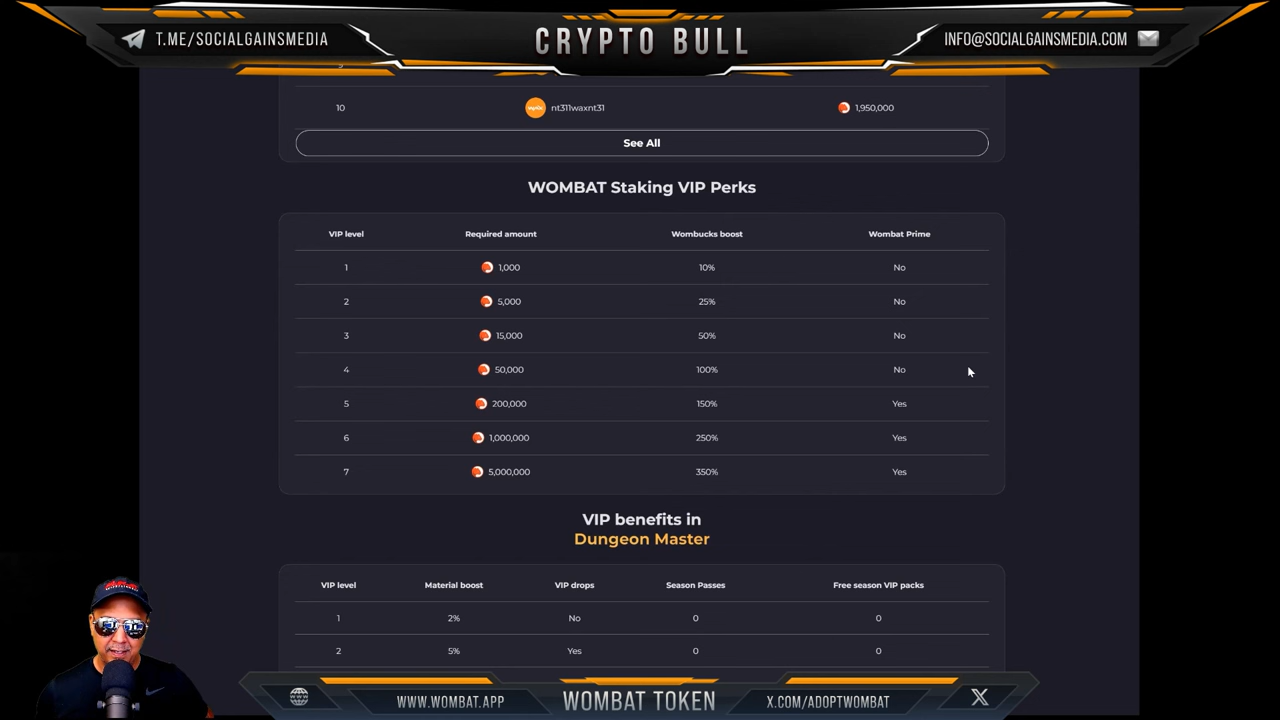 T.ME/SOCIALGAINSMEDIA
CRYPTO BULL
INFO@SOCIALGAINSMEDIA.COM
10 nt311waxnt31 1,950,000
See All
WOMBAT Staking VIP Perks
VIP level Required amount Wombucks boost Wombat Prime
1 1,000 10% No
2 5,000 25% No
3 15,000 50% No
4 50,000 100% No
5 200,000 150% Yes
6 1,000,000 250% Yes
7 5,000,000 350% Yes
VIP benefits in
Dungeon Master
VIP level Material boost VIP drops Season Passes Free season VIP packs
1 2% No 0 0
2 5% Yes 0 0
WWW.WOMBAT.APP
WOMBAT TOKEN
X.COM/ADOPTWOMBAT